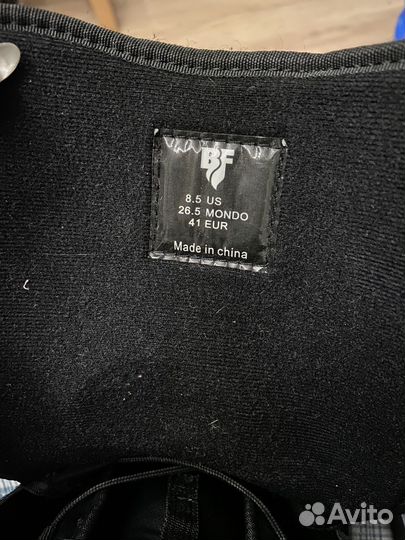 BF
8.5 US
26.5 MONDO
41 EUR
Made in china
Avito